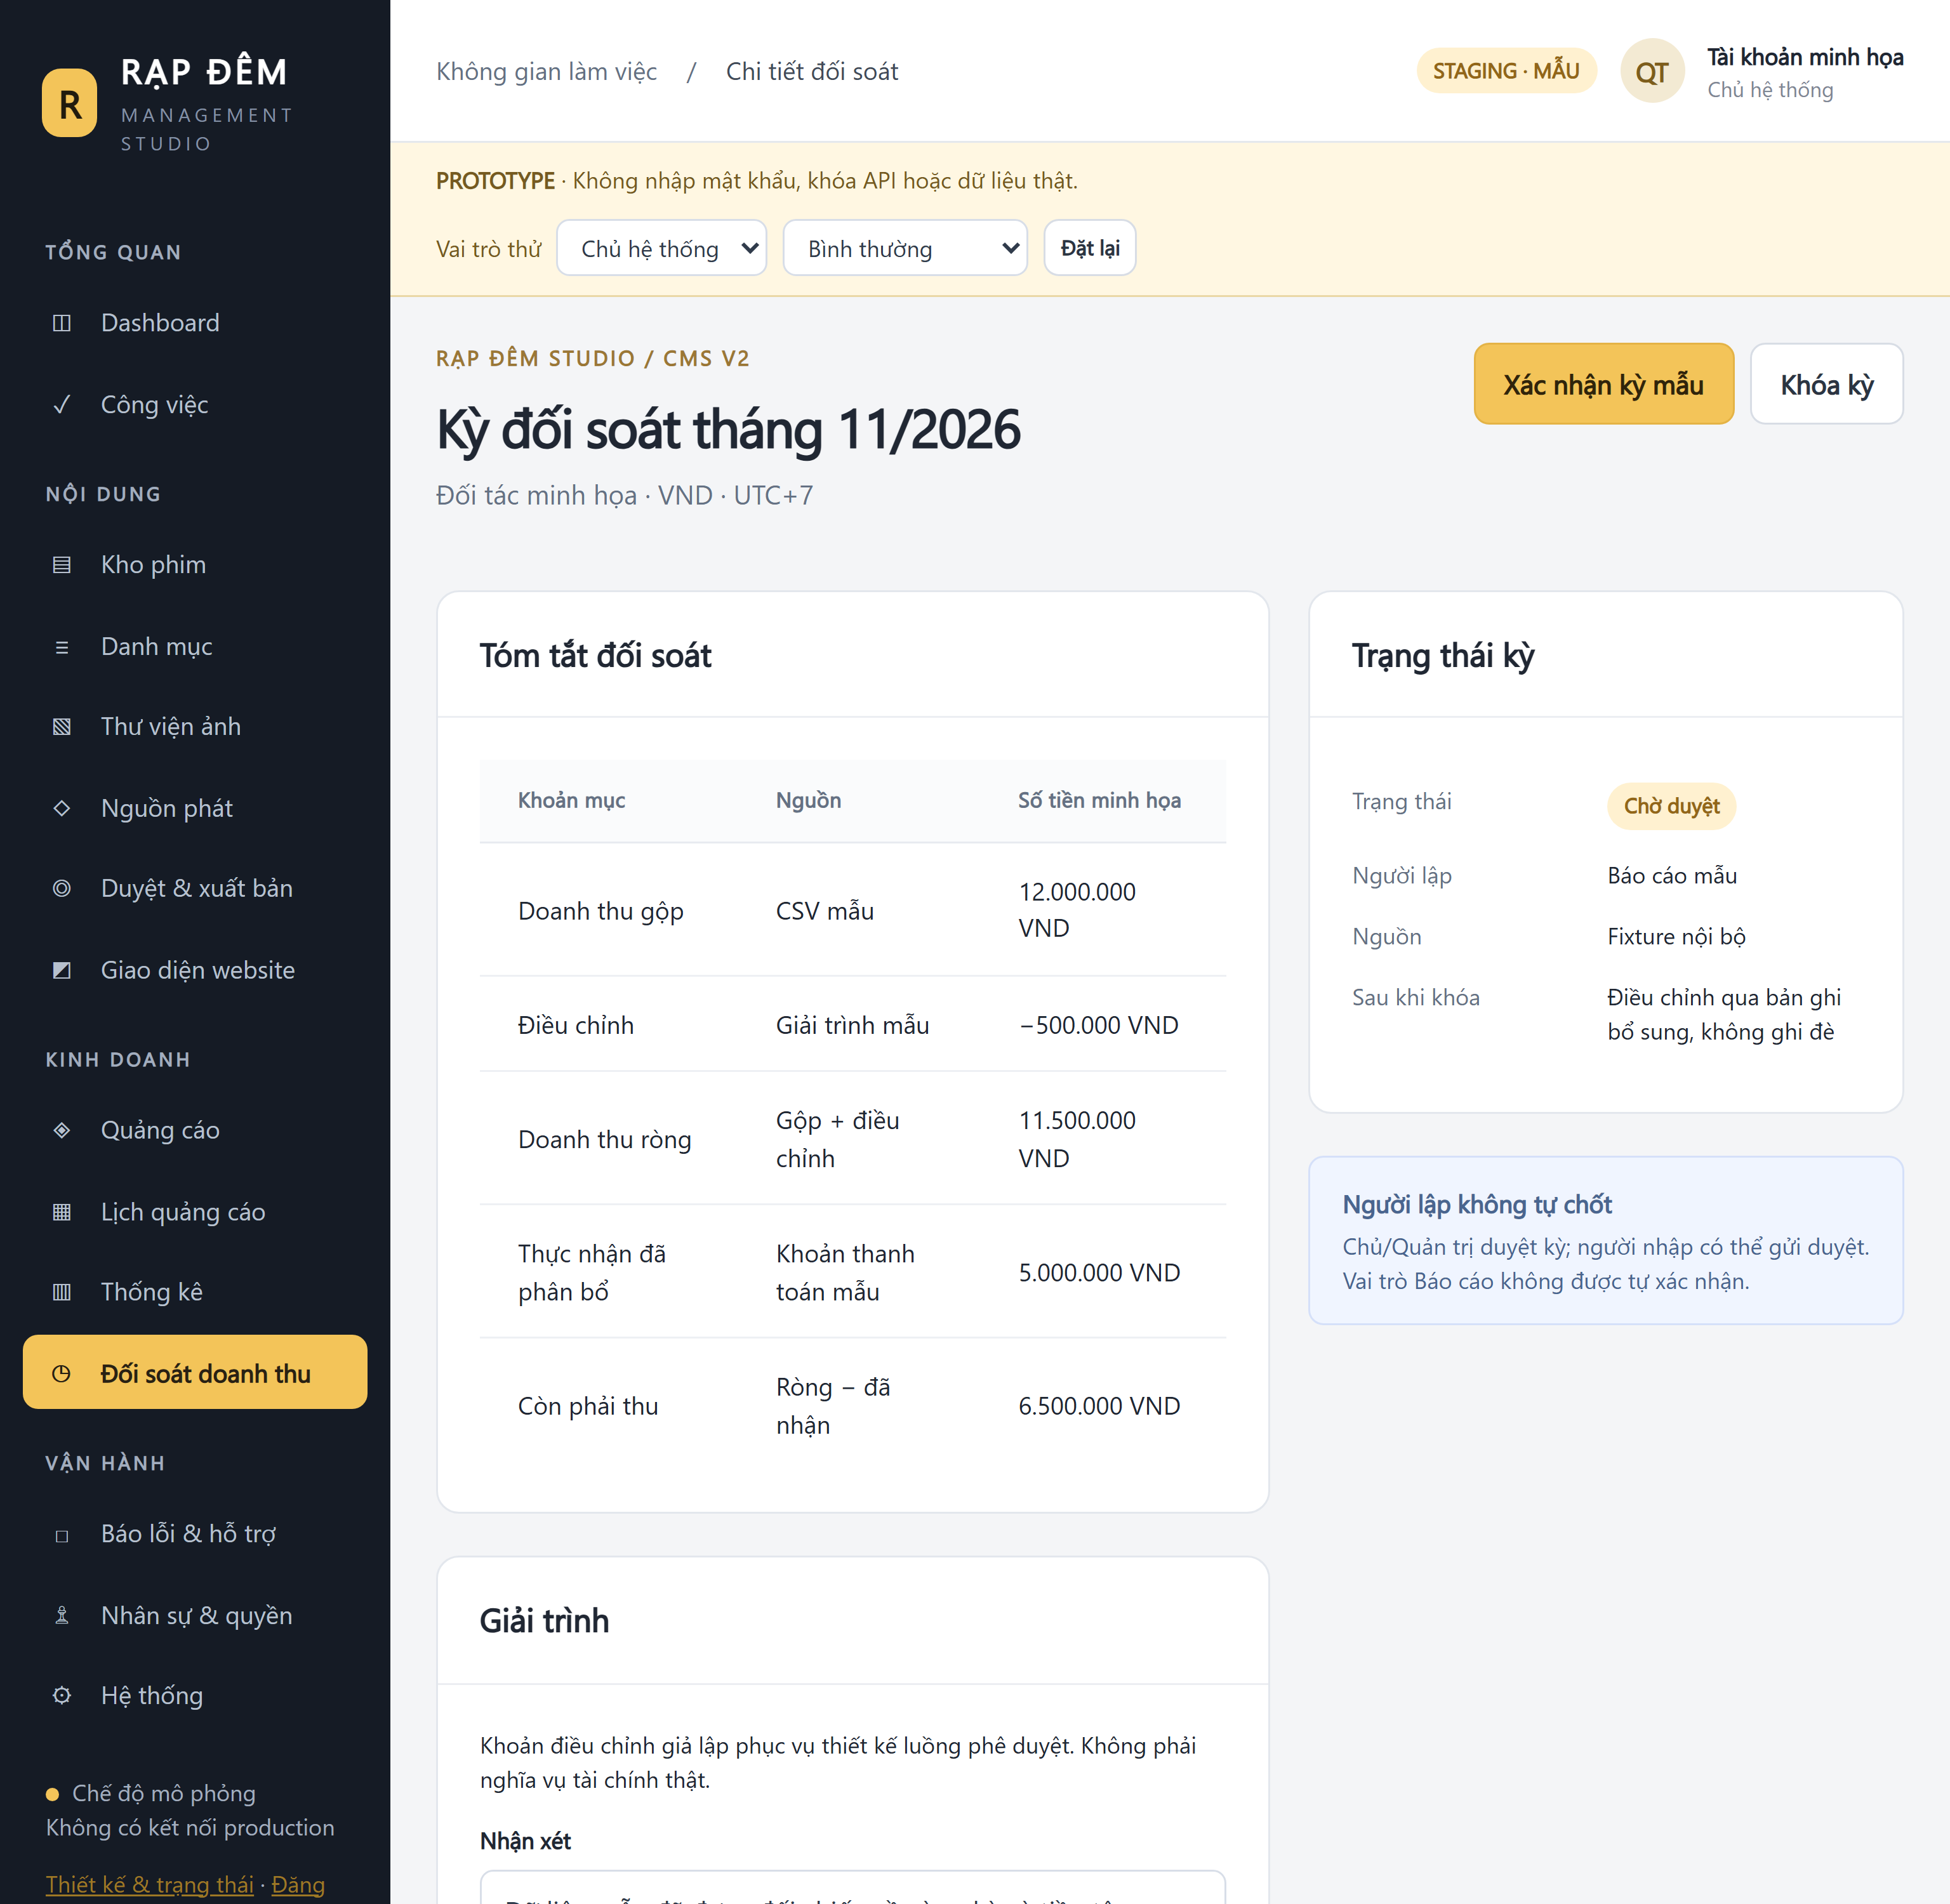 R
RẠP ĐÊM
MANAGEMENT
STUDIO
TỔNG QUAN
Dashboard
Công việc
NỘI DUNG
Kho phim
Danh mục
Thư viện ảnh
Nguồn phát
Duyệt & xuất bản
Giao diện website
KINH DOANH
Quảng cáo
Lịch quảng cáo
Thống kê
Đối soát doanh thu
VẬN HÀNH
Báo lỗi & hỗ trợ
Nhân sự & quyền
Hệ thống
Chế độ mô phỏng
Không có kết nối production
Thiết kế & trạng thái · Đăng
Không gian làm việc / Chi tiết đối soát
STAGING · MẪU
QT
Tài khoản minh họa
Chủ hệ thống
PROTOTYPE · Không nhập mật khẩu, khóa API hoặc dữ liệu thật.
Vai trò thử Chủ hệ thống Bình thường Đặt lại
RẠP ĐÊM STUDIO / CMS V2
Kỳ đối soát tháng 11/2026
Đối tác minh họa · VND · UTC+7
Xác nhận kỳ mẫu
Khóa kỳ
Tóm tắt đối soát
Khoản mục Nguồn Số tiền minh họa
Doanh thu gộp CSV mẫu 12.000.000
VND
Điều chỉnh Giải trình mẫu −500.000 VND
Doanh thu ròng Gộp + điều
chỉnh 11.500.000
VND
Thực nhận đã
phân bổ Khoản thanh
toán mẫu 5.000.000 VND
Còn phải thu Ròng − đã
nhận 6.500.000 VND
Trạng thái kỳ
Trạng thái Chờ duyệt
Người lập Báo cáo mẫu
Nguồn Fixture nội bộ
Sau khi khóa Điều chỉnh qua bản ghi
bổ sung, không ghi đè
Người lập không tự chốt
Chủ/Quản trị duyệt kỳ; người nhập có thể gửi duyệt.
Vai trò Báo cáo không được tự xác nhận.
Giải trình
Khoản điều chỉnh giả lập phục vụ thiết kế luồng phê duyệt. Không phải
nghĩa vụ tài chính thật.
Nhận xét